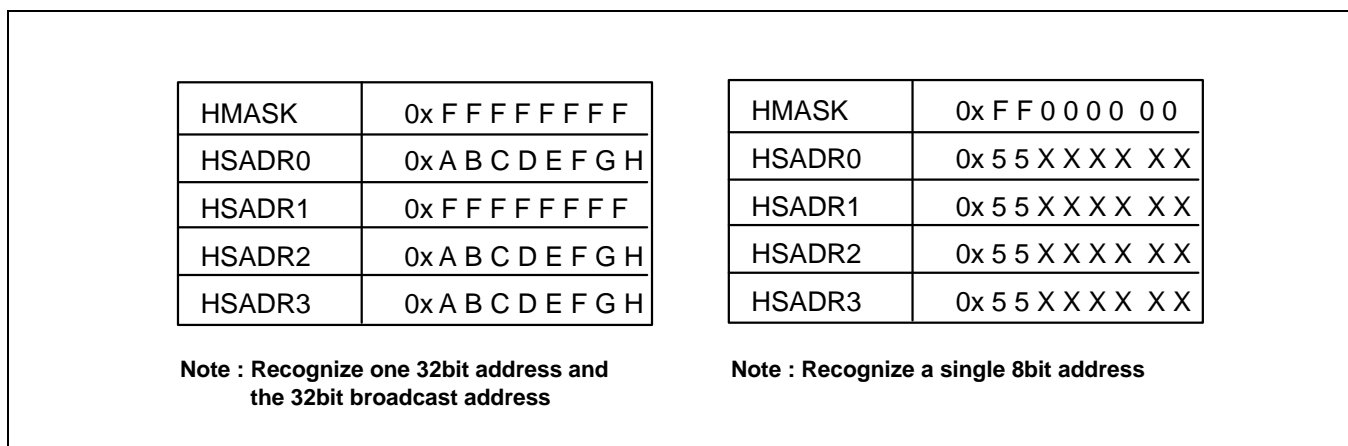 HMASK 0x F F F F F F F F
HSADR0 0x A B C D E F G H
HSADR1 0x F F F F F F F F
HSADR2 0x A B C D E F G H
HSADR3 0x A B C D E F G H
Note : Recognize one 32bit address and
the 32bit broadcast address
HMASK 0x F F 0 0 0 0 0 0
HSADR0 0x 5 5 X X X X X X
HSADR1 0x 5 5 X X X X X X
HSADR2 0x 5 5 X X X X X X
HSADR3 0x 5 5 X X X X X X
Note : Recognize a single 8bit address